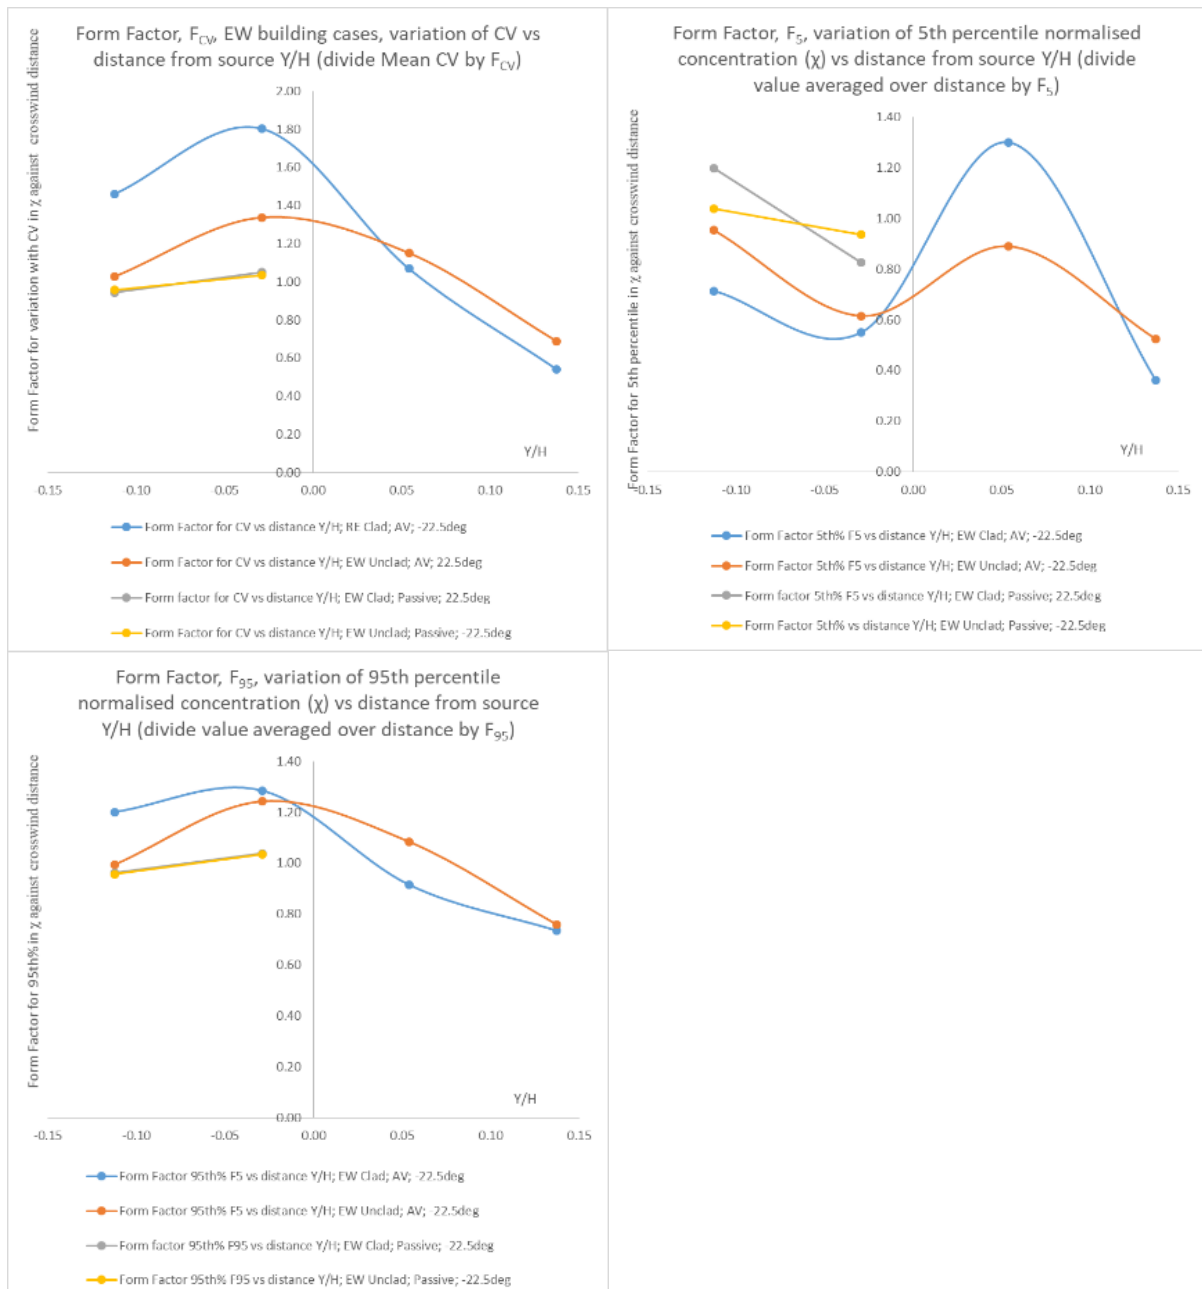 Form Factor, FCV, EW building cases, variation of CV vs
distance from source Y/H (divide Mean CV by FCV)
Form Factor for variation with CV in χ against crosswind distance
2.00
1.80
1.60
1.40
1.20
1.00
0.80
0.60
0.40
0.20
0.00
Y/H
-0.15 -0.10 -0.05 0.00 0.05 0.10 0.15
Form Factor for CV vs distance Y/H; RE Clad; AV; -22.5deg
Form Factor for CV vs distance Y/H; EW Unclad; AV; 22.5deg
Form factor for CV vs distance Y/H; EW Clad; Passive; 22.5deg
Form Factor for CV vs distance Y/H; EW Unclad; Passive; -22.5deg
Form Factor, F5, variation of 5th percentile normalised
concentration (χ) vs distance from source Y/H (divide
value averaged over distance by F5)
Form Factor for 5th percentile in χ against crosswind distance
1.40
1.20
1.00
0.80
0.60
0.40
0.20
0.00
Y/H
-0.15 -0.10 -0.05 0.00 0.05 0.10 0.15
Form Factor 5th% F5 vs distance Y/H; EW Clad; AV; -22.5deg
Form Factor 5th% F5 vs distance Y/H; EW Unclad; AV; -22.5deg
Form factor 5th% F5 vs distance Y/H; EW Clad; Passive; 22.5deg
Form Factor 5th% vs distance Y/H; EW Unclad; Passive; -22.5deg
Form Factor, F95, variation of 95th percentile
normalised concentration (χ) vs distance from source
Y/H (divide value averaged over distance by F95)
Form Factor for 95th% in χ against crosswind distance
1.40
1.20
1.00
0.80
0.60
0.40
0.20
0.00
Y/H
-0.15 -0.10 -0.05 0.00 0.05 0.10 0.15
Form Factor 95th% F5 vs distance Y/H; EW Clad; AV; -22.5deg
Form Factor 95th% F5 vs distance Y/H; EW Unclad; AV; -22.5deg
Form factor 95th% F95 vs distance Y/H; EW Clad; Passive; -22.5deg
Form Factor 95th% F95 vs distance Y/H; EW Unclad; Passive; -22.5deg